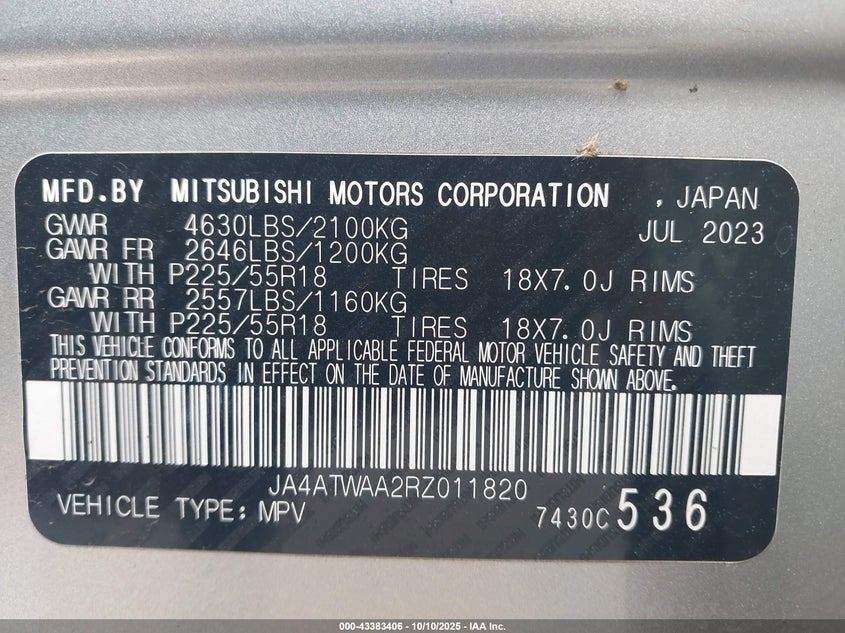 MFD.BY MITSUBISHI MOTORS CORPORATION , JAPAN
GVWR 4630LBS/2100KG JUL 2023
GAWR FR 2646LBS/1200KG
WITH P225/55R18 TIRES 18X7.0J RIMS
GAWR RR 2557LBS/1160KG
WITH P225/55R18 TIRES 18X7.0J RIMS
THIS VEHICLE CONFORMS TO ALL APPLICABLE FEDERAL MOTOR VEHICLE SAFETY AND THEFT
PREVENTION STANDARDS IN EFFECT ON THE DATE OF MANUFACTURE SHOWN ABOVE.
JA4ATWAA2RZ011820
VEHICLE TYPE: MPV 7430C 536
000-43383406 - 10/10/2025 - IAA Inc.